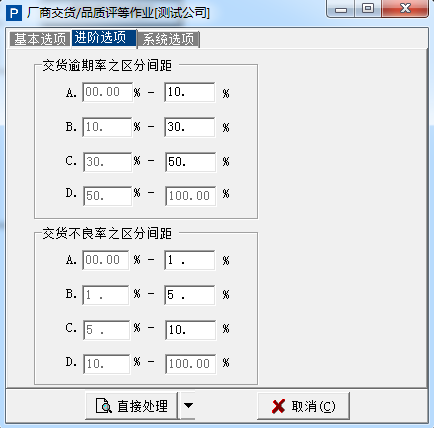 P 厂商交货/品质评等作业[测试公司]
基本选项 进阶选项 系统选项
交货逾期率之区分间距
A. 00.00 % - 10. %
B. 10. % - 30. %
C. 30. % - 50. %
D. 50. % - 100.00 %
交货不良率之区分间距
A. 00.00 % - 1 . %
B. 1 . % - 5 . %
C. 5 . % - 10. %
D. 10. % - 100.00 %
直接处理 取消(C)